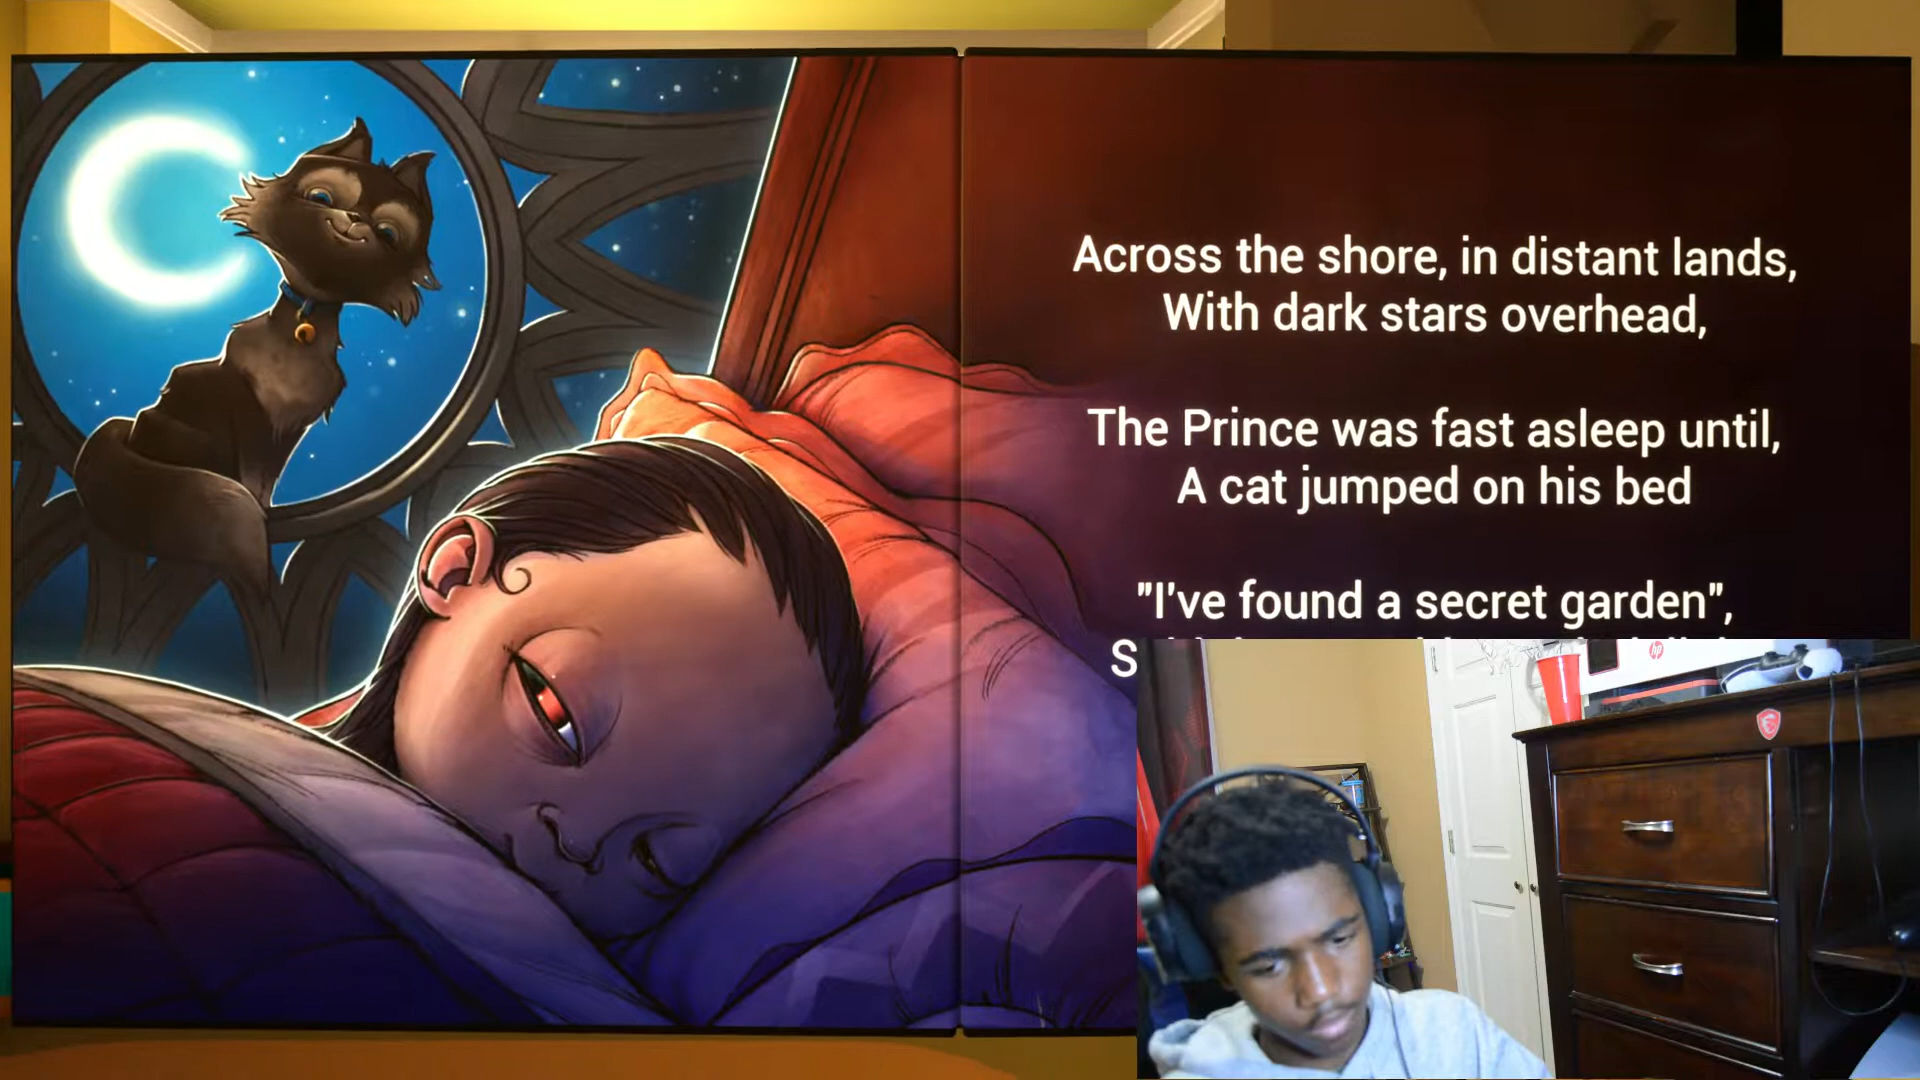 Across the shore, in distant lands,
With dark stars overhead,
The Prince was fast asleep until,
A cat jumped on his bed
"I've found a secret garden",
hp